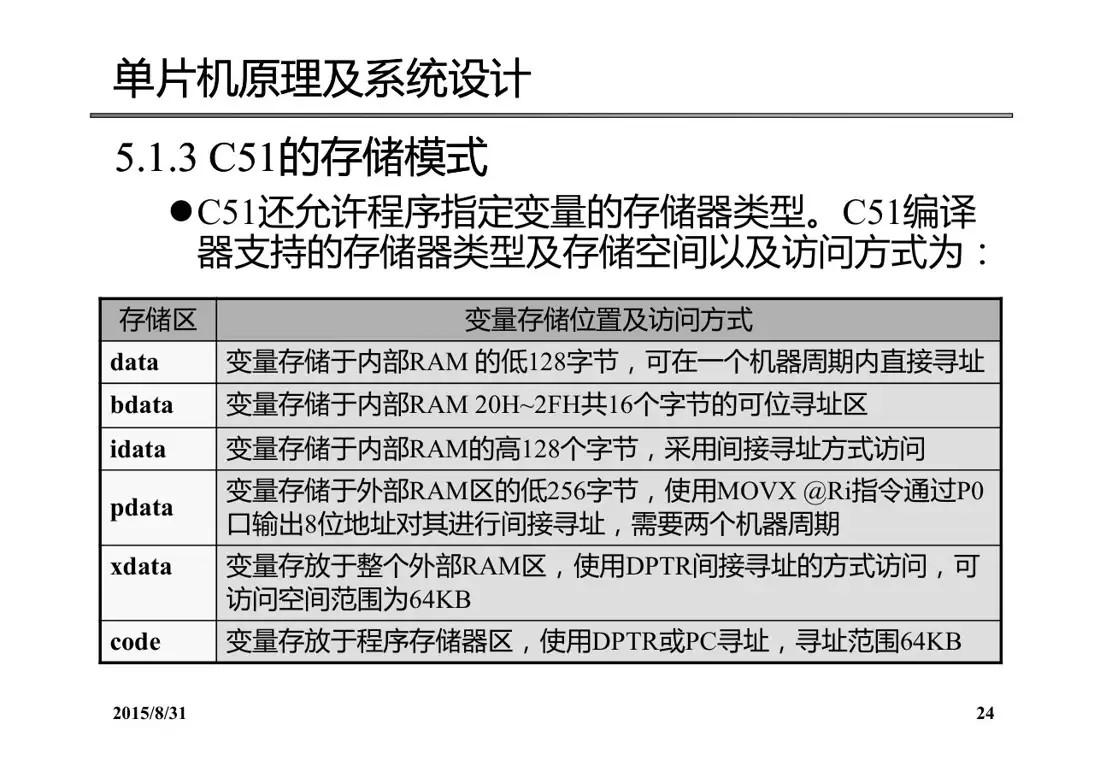 单片机原理及系统设计
5.1.3 C51的存储模式
●C51还允许程序指定变量的存储器类型。C51编译
器支持的存储器类型及存储空间以及访问方式为：
存储区 变量存储位置及访问方式
data 变量存储于内部RAM 的低128字节，可在一个机器周期内直接寻址
bdata 变量存储于内部RAM 20H~2FH共16个字节的可位寻址区
idata 变量存储于内部RAM的高128个字节，采用间接寻址方式访问
pdata 变量存储于外部RAM区的低256字节，使用MOVX @Ri指令通过P0
口输出8位地址对其进行间接寻址，需要两个机器周期
xdata 变量存放于整个外部RAM区，使用DPTR间接寻址的方式访问，可
访问空间范围为64KB
code 变量存放于程序存储器区，使用DPTR或PC寻址，寻址范围64KB
2015/8/31 24